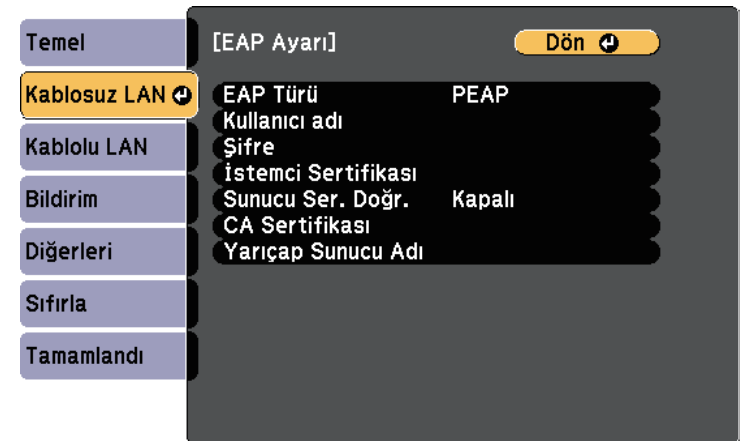 Temel
Kablosuz LAN
Kablolu LAN
Bildirim
Diğerleri
Sıfırla
Tamamlandı
[EAP Ayarı] Dön
EAP Türü PEAP
Kullanıcı adı
Şifre
İstemci Sertifikası
Sunucu Ser. Doğr. Kapalı
CA Sertifikası
Yarıçap Sunucu Adı